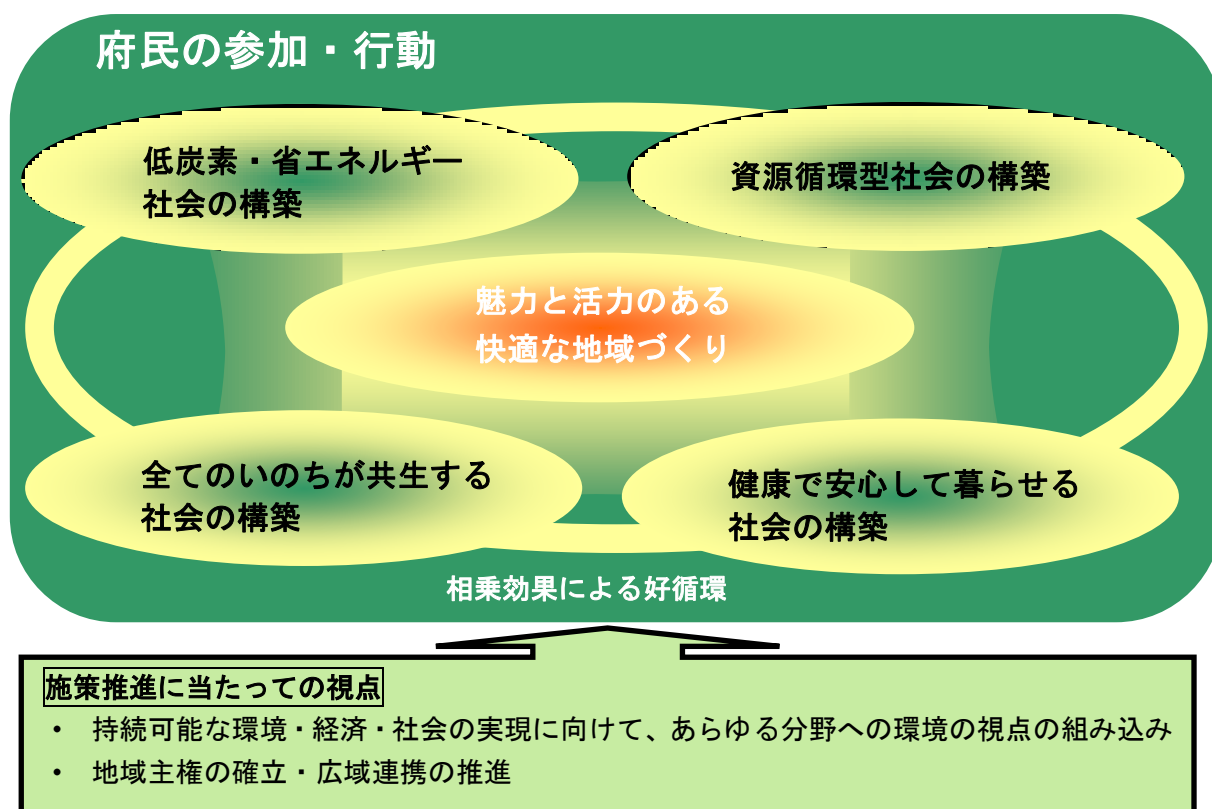 府民の参加・行動
低炭素・省エネルギー
社会の構築
資源循環型社会の構築
魅力と活力のある
快適な地域づくり
全てのいのちが共生する
社会の構築
健康で安心して暮らせる
社会の構築
相乗効果による好循環
施策推進に当たっての視点
・ 持続可能な環境・経済・社会の実現に向けて、あらゆる分野への環境の視点の組み込み
・ 地域主権の確立・広域連携の推進